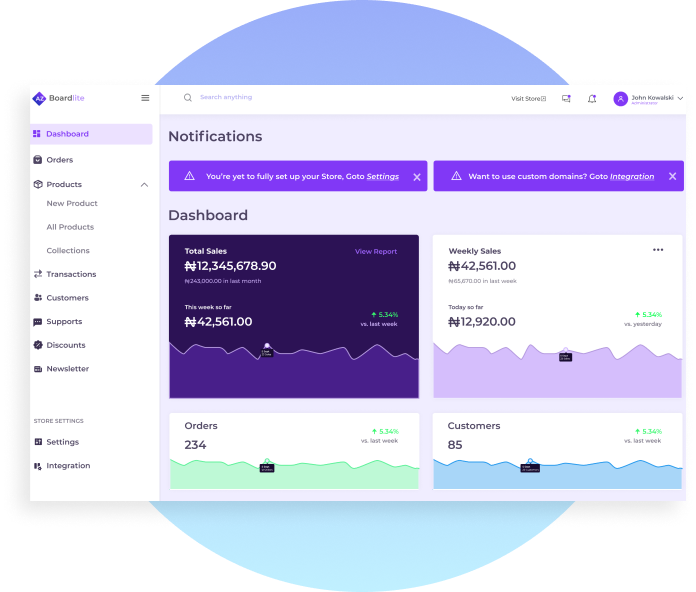 AZ Boardlite
Search anything
Visit Store
John Kowalski
Administrator
Dashboard
Orders
Products
New Product
All Products
Collections
Transactions
Customers
Supports
Discounts
Newsletter
STORE SETTINGS
Settings
Integration
Notifications
You're yet to fully set up your Store, Goto Settings
Want to use custom domains? Goto Integration
Dashboard
Total Sales
View Report
₦12,345,678.90
₦243,000.00 in last month
This week so far
₦42,561.00
5.34%
vs. last week
Weekly Sales
₦42,561.00
₦65,670.00 in last week
Today so far
₦12,920.00
5.34%
vs. yesterday
Orders
234
5.34%
vs. last week
Customers
85
5.34%
vs. last week